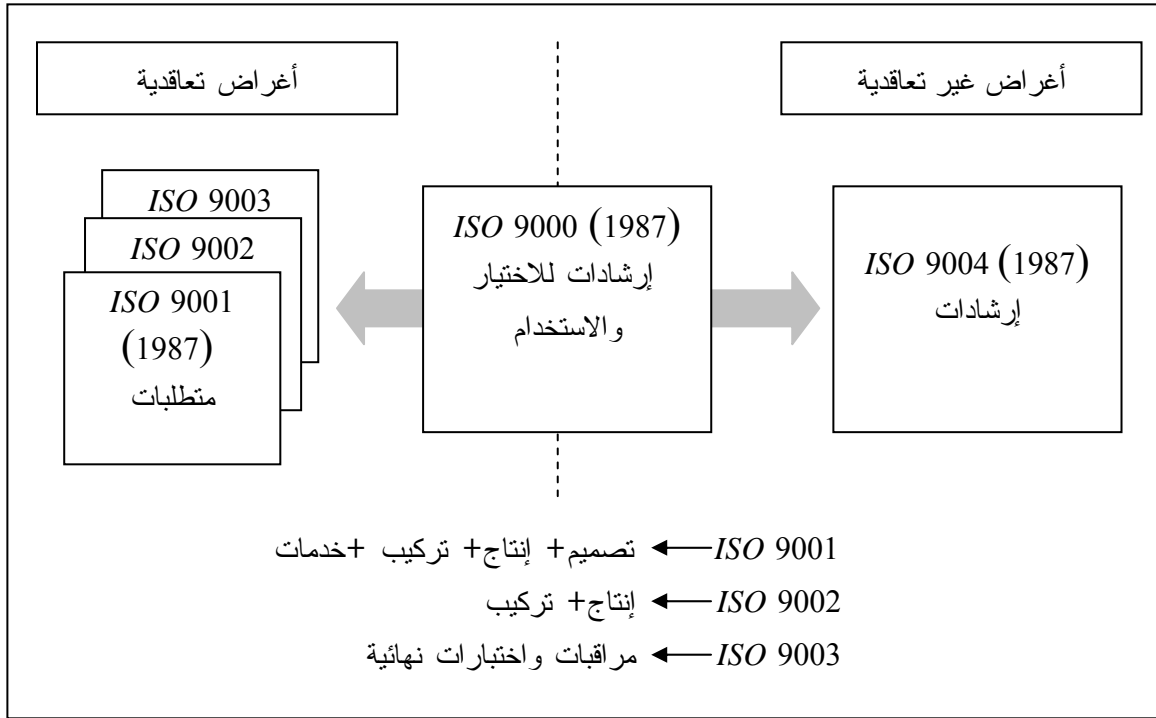 أغراض غير تعاقدية
أغراض تعاقدية
ISO 9004 (1987)
إرشادات
ISO 9000 (1987)
إرشادات للاختيار
والاستخدام
ISO 9003
ISO 9002
ISO 9001
(1987)
متطلبات
ISO 9001 ← تصميم+ إنتاج+ تركيب +خدمات
ISO 9002 ← إنتاج+ تركيب
ISO 9003 ← مراقبات واختبارات نهائية